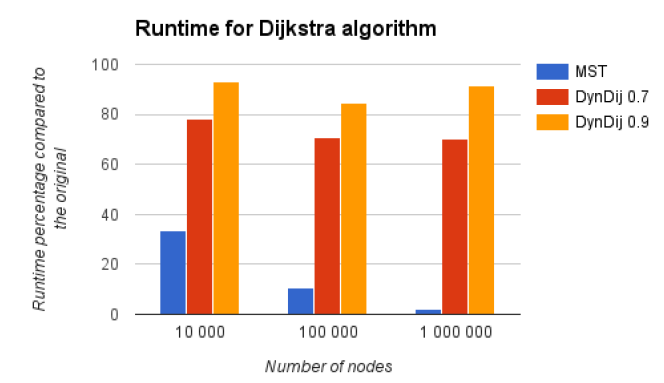 Runtime for Dijkstra algorithm
Runtime percentage compared to
the original
100
80
60
40
20
0
10 000
100 000
1 000 000
Number of nodes
MST
DynDij 0.7
DynDij 0.9